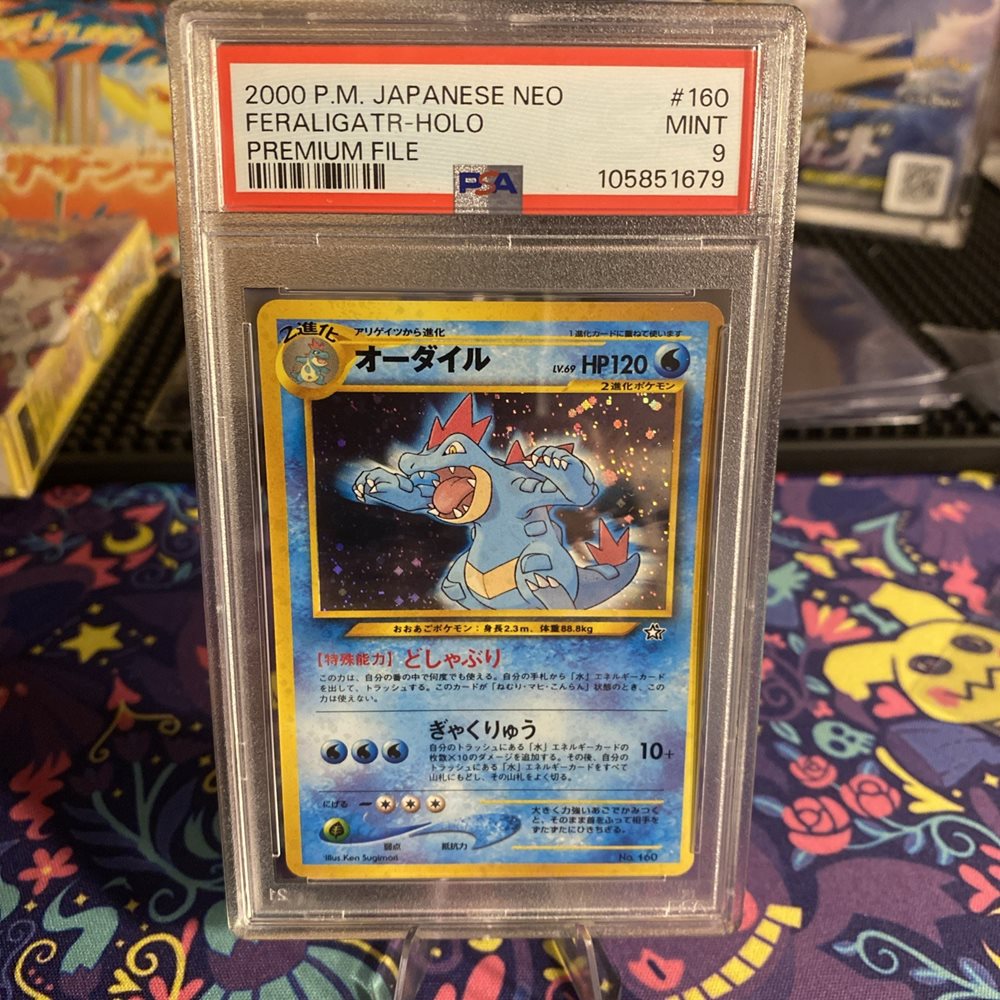 2000 P.M. JAPANESE NEO #160
FERALIGATR-HOLO MINT
PREMIUM FILE 9
PSA 105851679
2進化
アリゲイツから進化
1進化カードに重ねて使います
オーダイル LV.69 HP120
2進化ポケモン
おおあごポケモン：身長2.3m、体重88.8kg
【特殊能力】どしゃぶり
この力は、自分の番の中で何度でも使える。自分の手札から「水」エネルギーカード
を出して、トラッシュする。このカードが「ねむり・マヒ・こんらん」状態のとき、この
力は使えない。
ぎゃくりゅう
自分のトラッシュにある「水」エネルギーカードの
枚数×10のダメージを追加する。その後、自分の
トラッシュにある「水」エネルギーカードをすべて
山札にもどし、その山札をよく切る。
10+
にげる
弱点 抵抗力
大きく力強いあごでかみつく
と、そのまま首をふって相手を
ずたずたにひきちぎる。
Illus. Ken Sugimori
No. 160